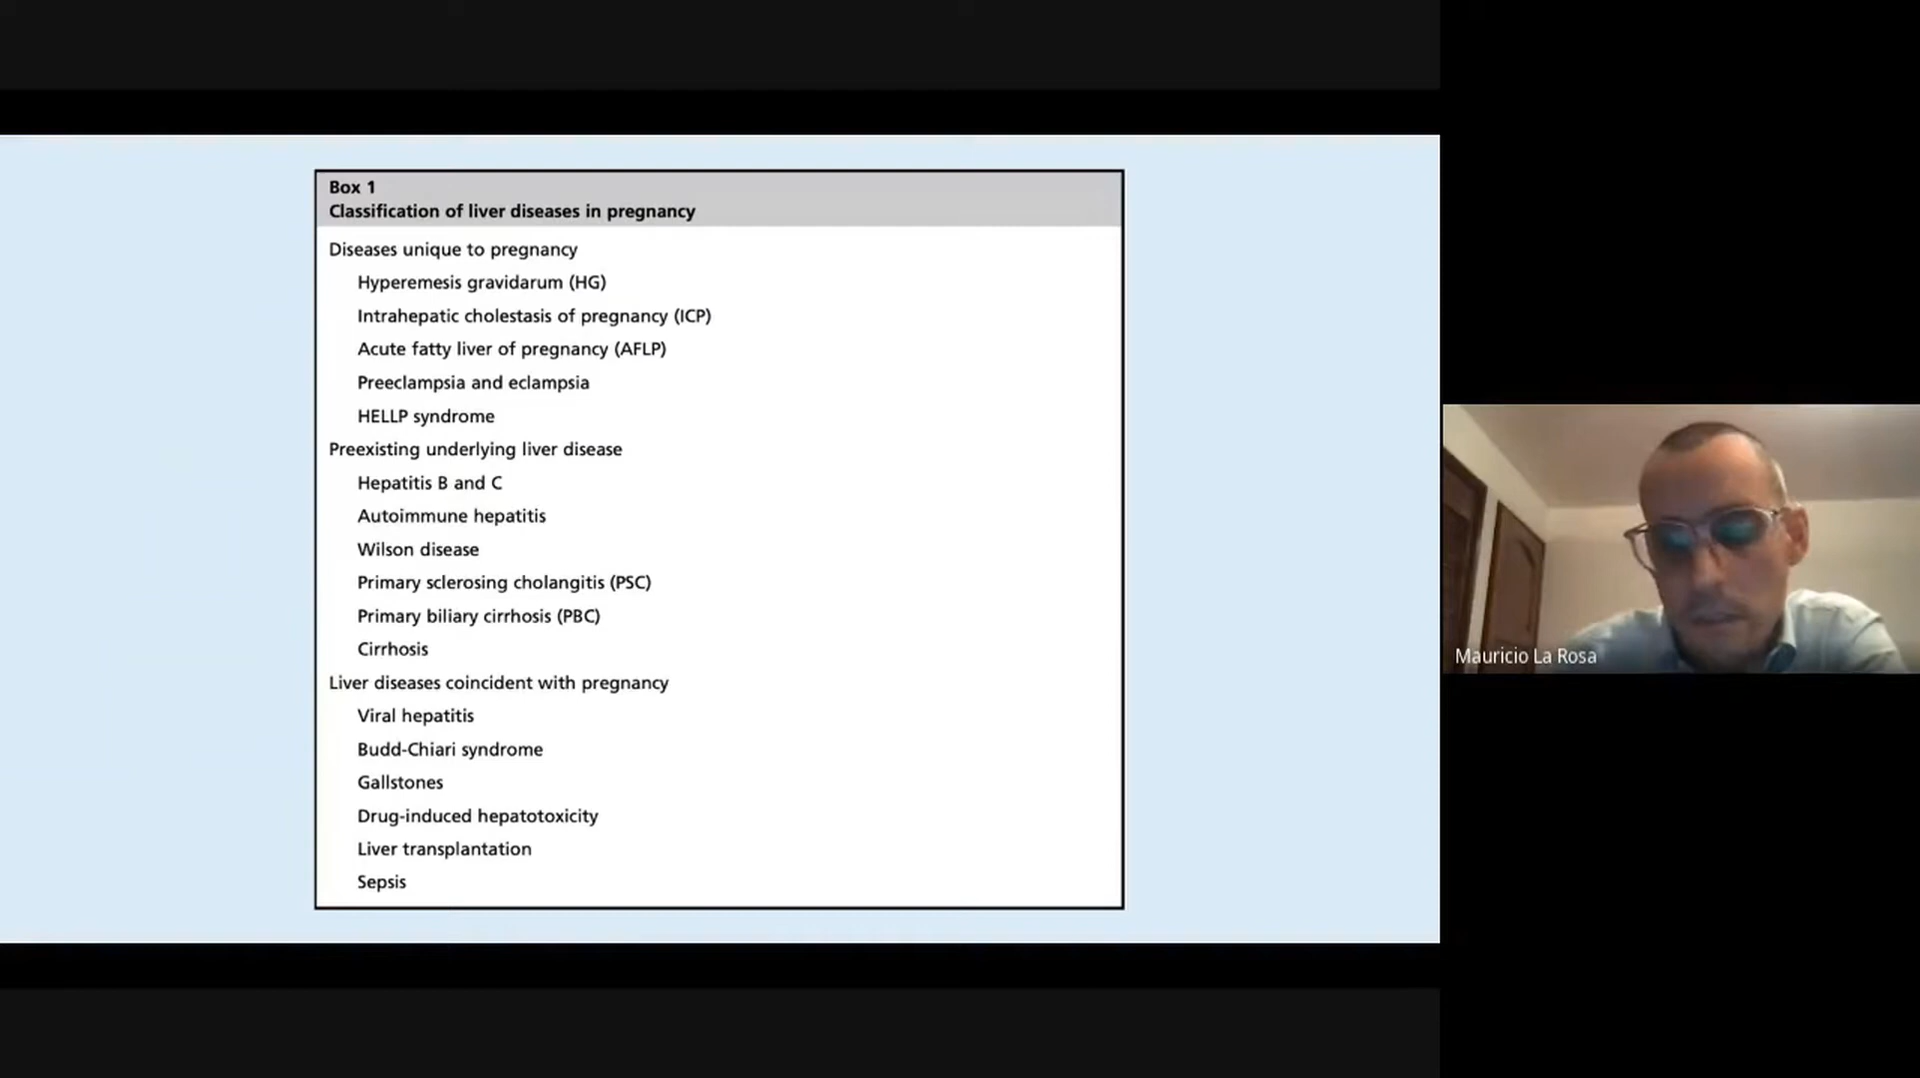 Box 1
Classification of liver diseases in pregnancy
Diseases unique to pregnancy
Hyperemesis gravidarum (HG)
Intrahepatic cholestasis of pregnancy (ICP)
Acute fatty liver of pregnancy (AFLP)
Preeclampsia and eclampsia
HELLP syndrome
Preexisting underlying liver disease
Hepatitis B and C
Autoimmune hepatitis
Wilson disease
Primary sclerosing cholangitis (PSC)
Primary biliary cirrhosis (PBC)
Cirrhosis
Liver diseases coincident with pregnancy
Viral hepatitis
Budd-Chiari syndrome
Gallstones
Drug-induced hepatotoxicity
Liver transplantation
Sepsis
Mauricio La Rosa